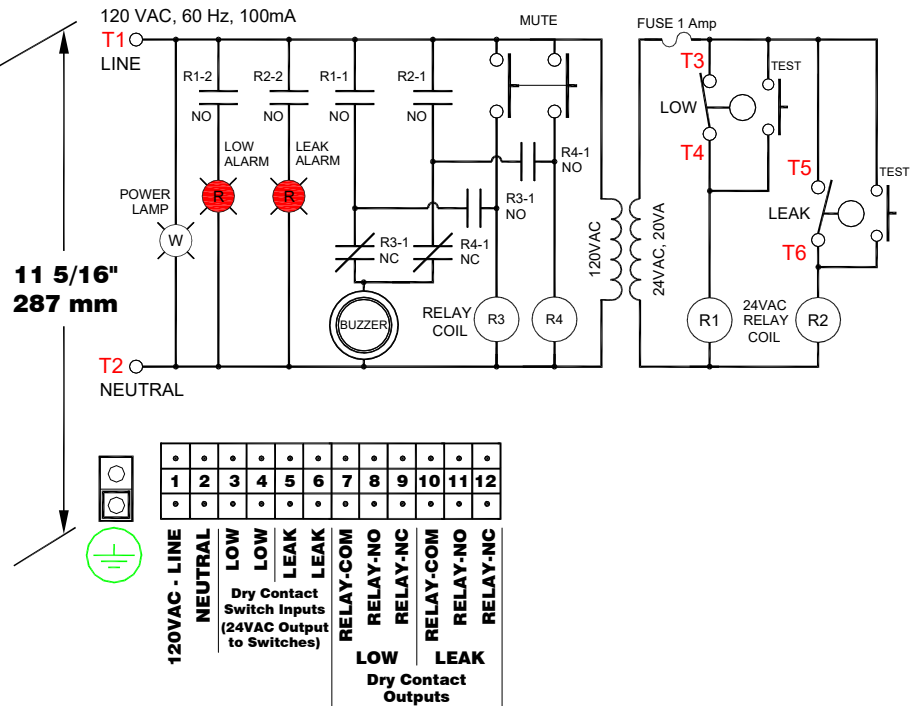 120 VAC, 60 Hz, 100mA
T1
LINE
MUTE
FUSE 1 Amp
R1-2
NO
R2-2
NO
R1-1
NO
R2-1
NO
T3
LOW
T4
TEST
T5
LEAK
T6
TEST
LOW
ALARM
R
LEAK
ALARM
R
R4-1
NO
R3-1
NO
POWER
LAMP
W
R3-1
NC
R4-1
NC
120VAC
24VAC, 20VA
11 5/16"
287 mm
BUZZER
RELAY
COIL
R3
R4
R1
24VAC
RELAY
COIL
R2
T2
NEUTRAL
1 2 3 4 5 6 7 8 9 10 11 12
120VAC - LINE
NEUTRAL
LOW
LOW
LEAK
LEAK
RELAY-COM
RELAY-NO
RELAY-NC
RELAY-COM
RELAY-NO
RELAY-NC
Dry Contact
Switch Inputs
(24VAC Output
to Switches)
LOW
LEAK
Dry Contact
Outputs